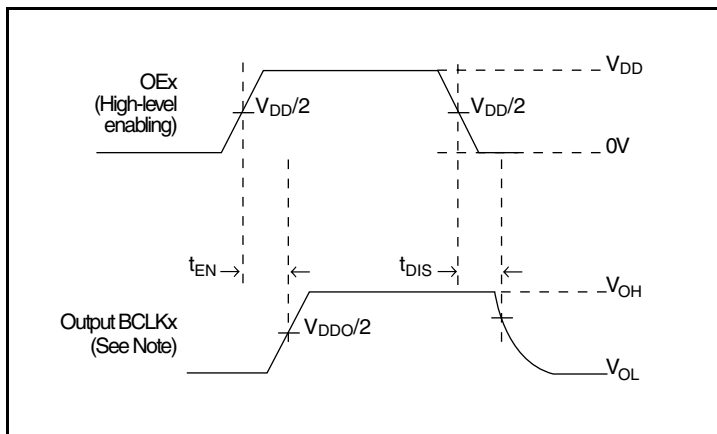 OEx
(High-level
enabling)
VDD/2
VDD/2
VDD
0V
tEN
tDIS
VOH
Output BCLKx
(See Note)
VDDO/2
VOL